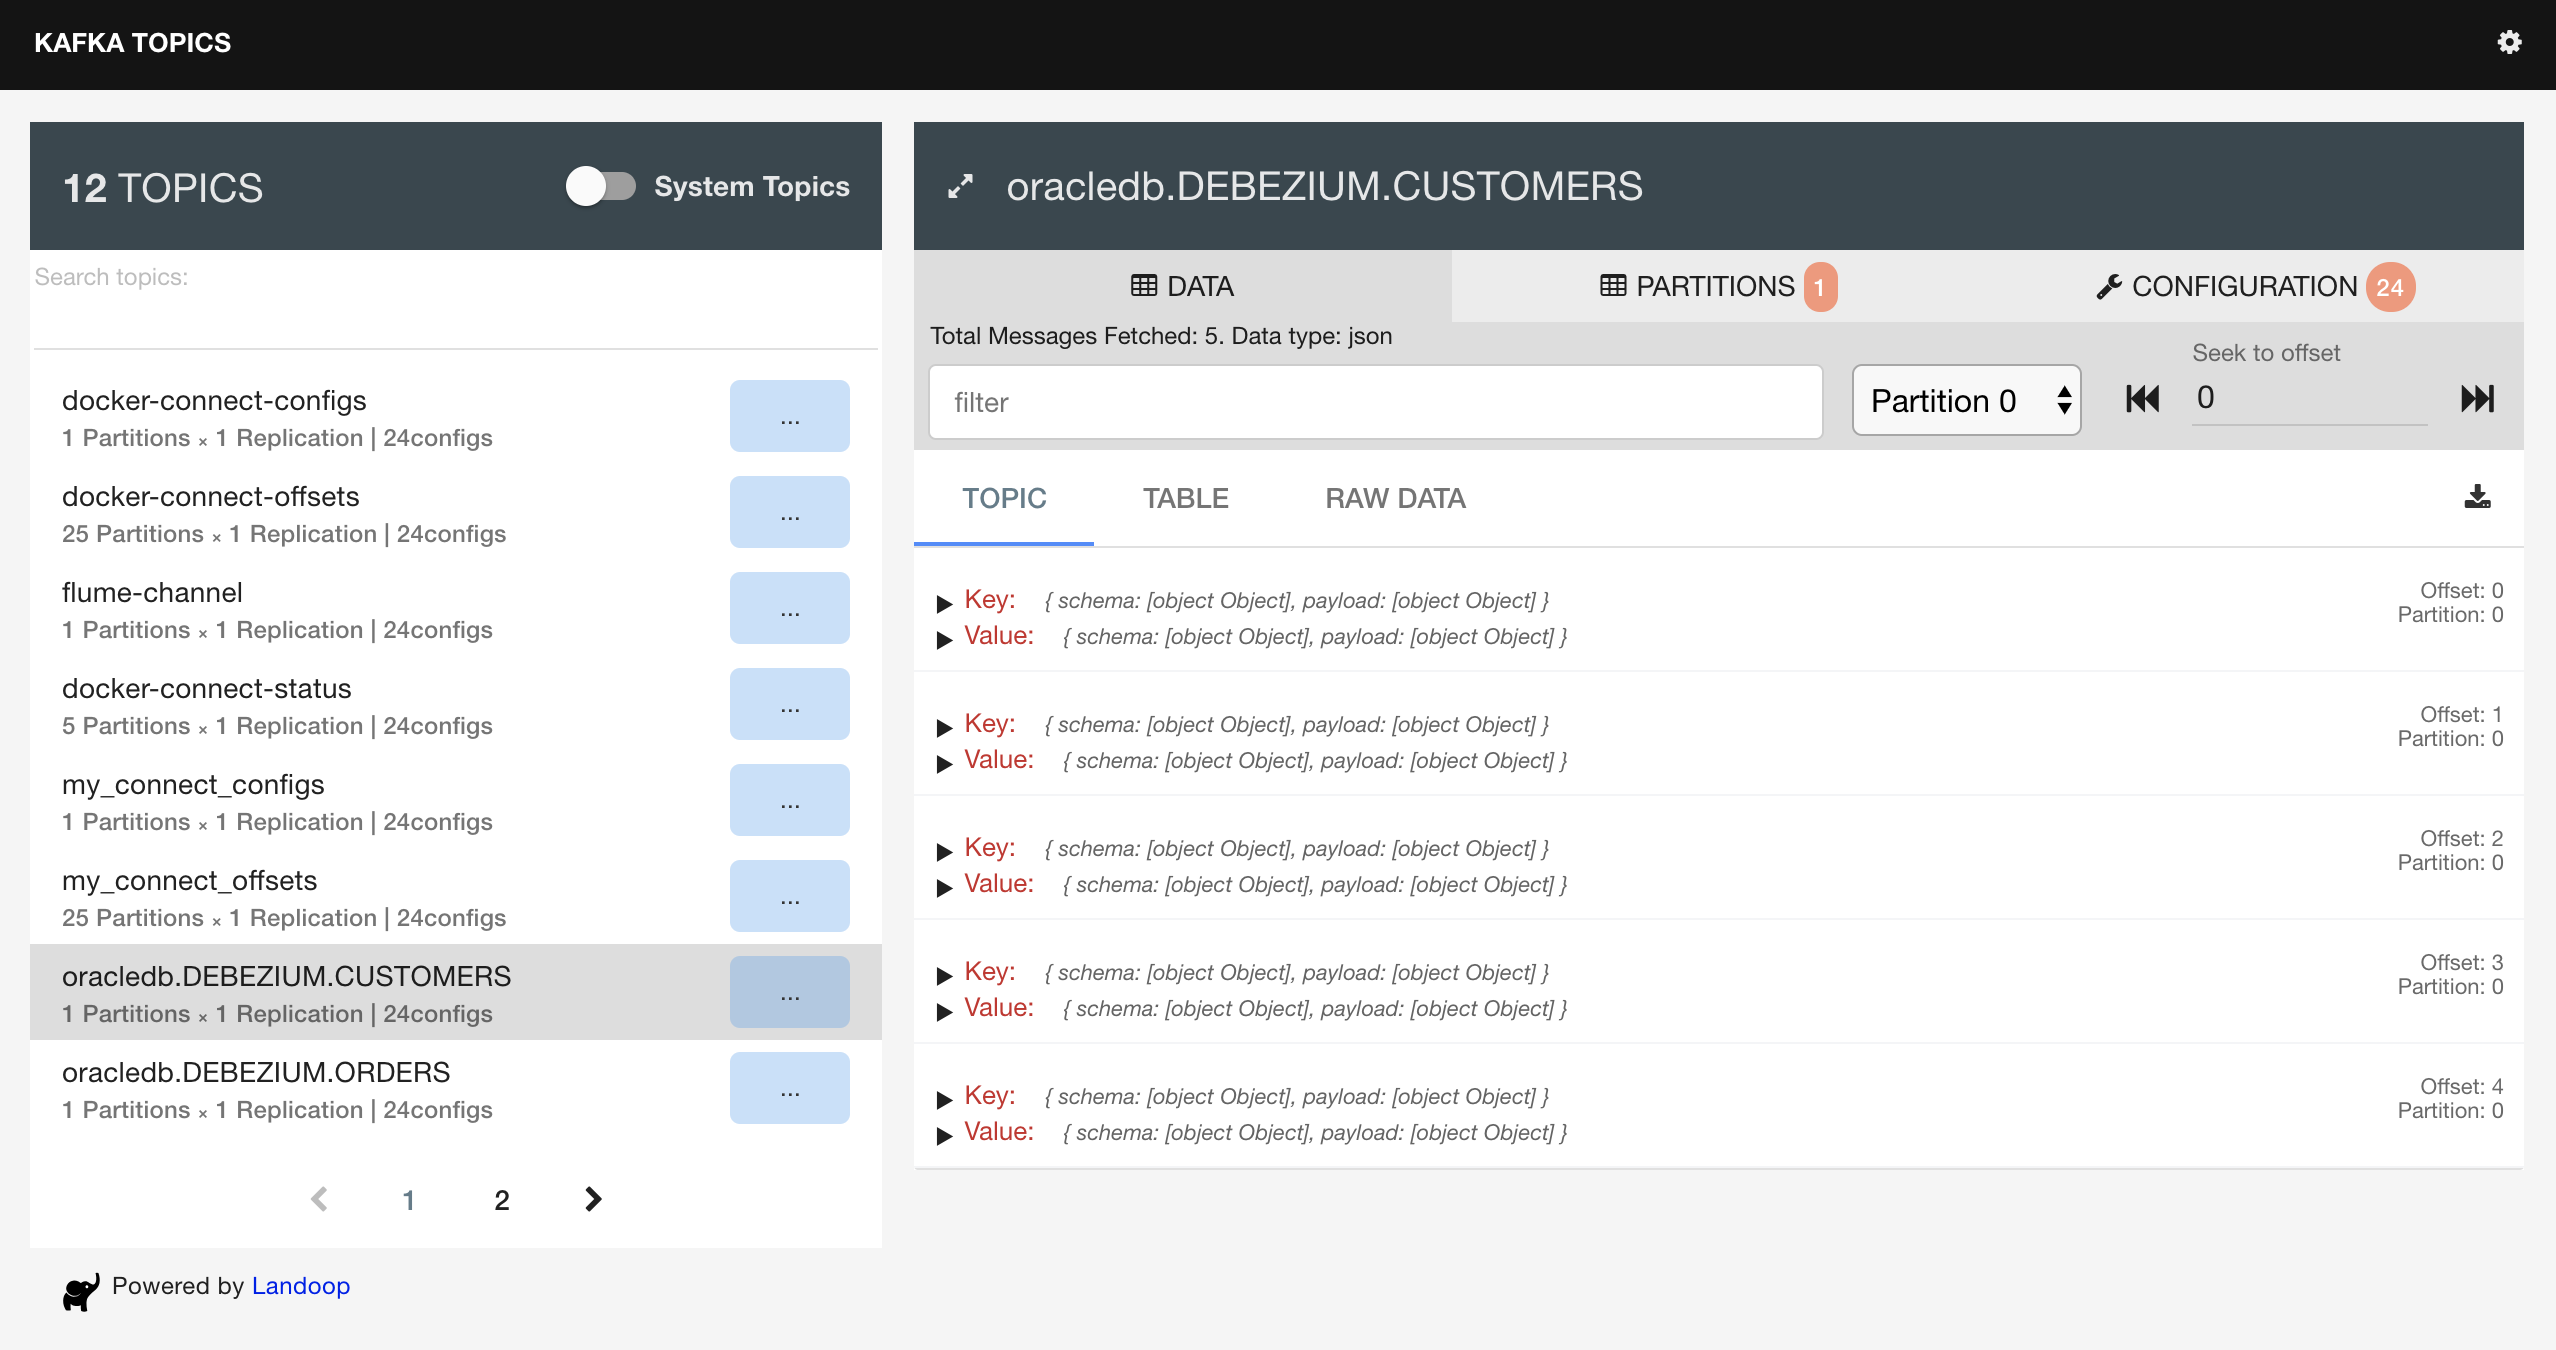 KAFKA TOPICS
12 TOPICS
System Topics
Search topics:
docker-connect-configs
1 Partitions × 1 Replication | 24configs
...
docker-connect-offsets
25 Partitions × 1 Replication | 24configs
...
flume-channel
1 Partitions × 1 Replication | 24configs
...
docker-connect-status
5 Partitions × 1 Replication | 24configs
...
my_connect_configs
1 Partitions × 1 Replication | 24configs
...
my_connect_offsets
25 Partitions × 1 Replication | 24configs
...
oracledb.DEBEZIUM.CUSTOMERS
1 Partitions × 1 Replication | 24configs
...
oracledb.DEBEZIUM.ORDERS
1 Partitions × 1 Replication | 24configs
...
1 2
Powered by Landoop
oracledb.DEBEZIUM.CUSTOMERS
DATA
PARTITIONS 1
CONFIGURATION 24
Total Messages Fetched: 5. Data type: json
filter
Partition 0
Seek to offset
0
TOPIC
TABLE
RAW DATA
Key: { schema: [object Object], payload: [object Object] }
Value: { schema: [object Object], payload: [object Object] }
Offset: 0
Partition: 0
Key: { schema: [object Object], payload: [object Object] }
Value: { schema: [object Object], payload: [object Object] }
Offset: 1
Partition: 0
Key: { schema: [object Object], payload: [object Object] }
Value: { schema: [object Object], payload: [object Object] }
Offset: 2
Partition: 0
Key: { schema: [object Object], payload: [object Object] }
Value: { schema: [object Object], payload: [object Object] }
Offset: 3
Partition: 0
Key: { schema: [object Object], payload: [object Object] }
Value: { schema: [object Object], payload: [object Object] }
Offset: 4
Partition: 0